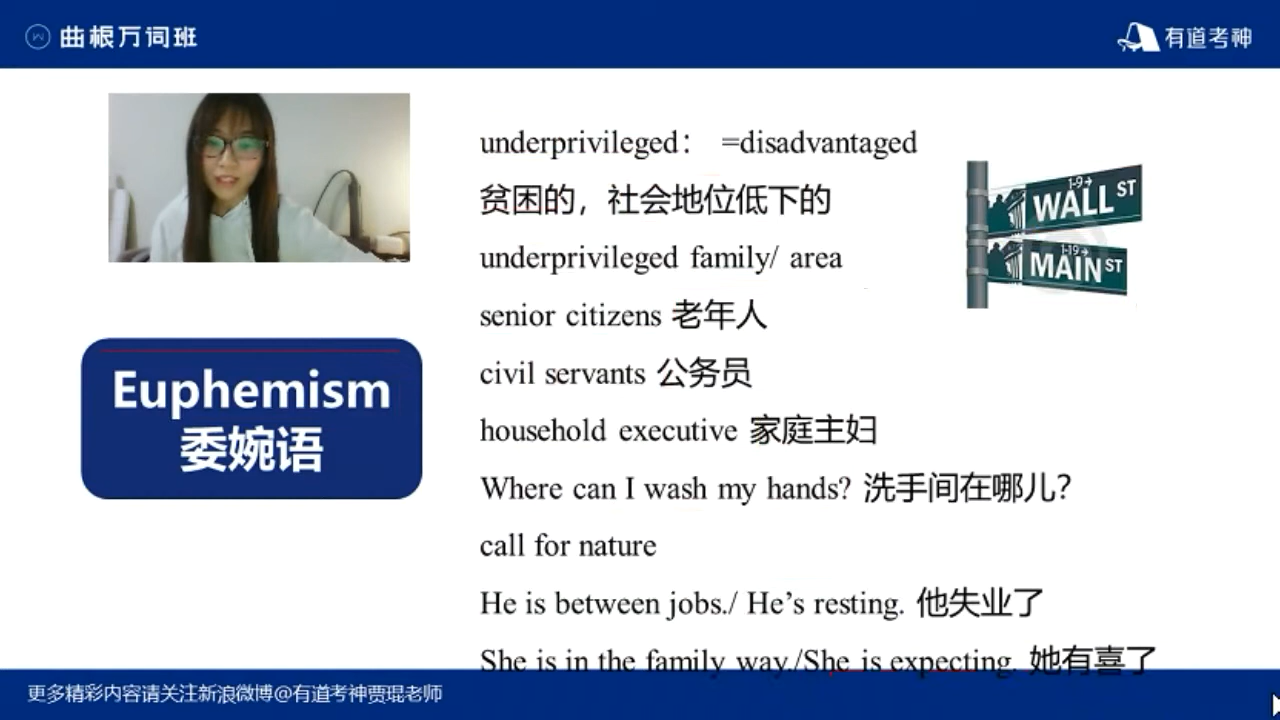 曲根万词班
有道考神
underprivileged： =disadvantaged
贫困的，社会地位低下的
underprivileged family/ area
senior citizens 老年人
civil servants 公务员
household executive 家庭主妇
Where can I wash my hands? 洗手间在哪儿？
call for nature
He is between jobs./ He’s resting. 他失业了
She is in the family way./She is expecting. 她有喜了
1-9→
WALL ST
1-19→
MAIN ST
Euphemism
委婉语
更多精彩内容请关注新浪微博@有道考神贾琨老师